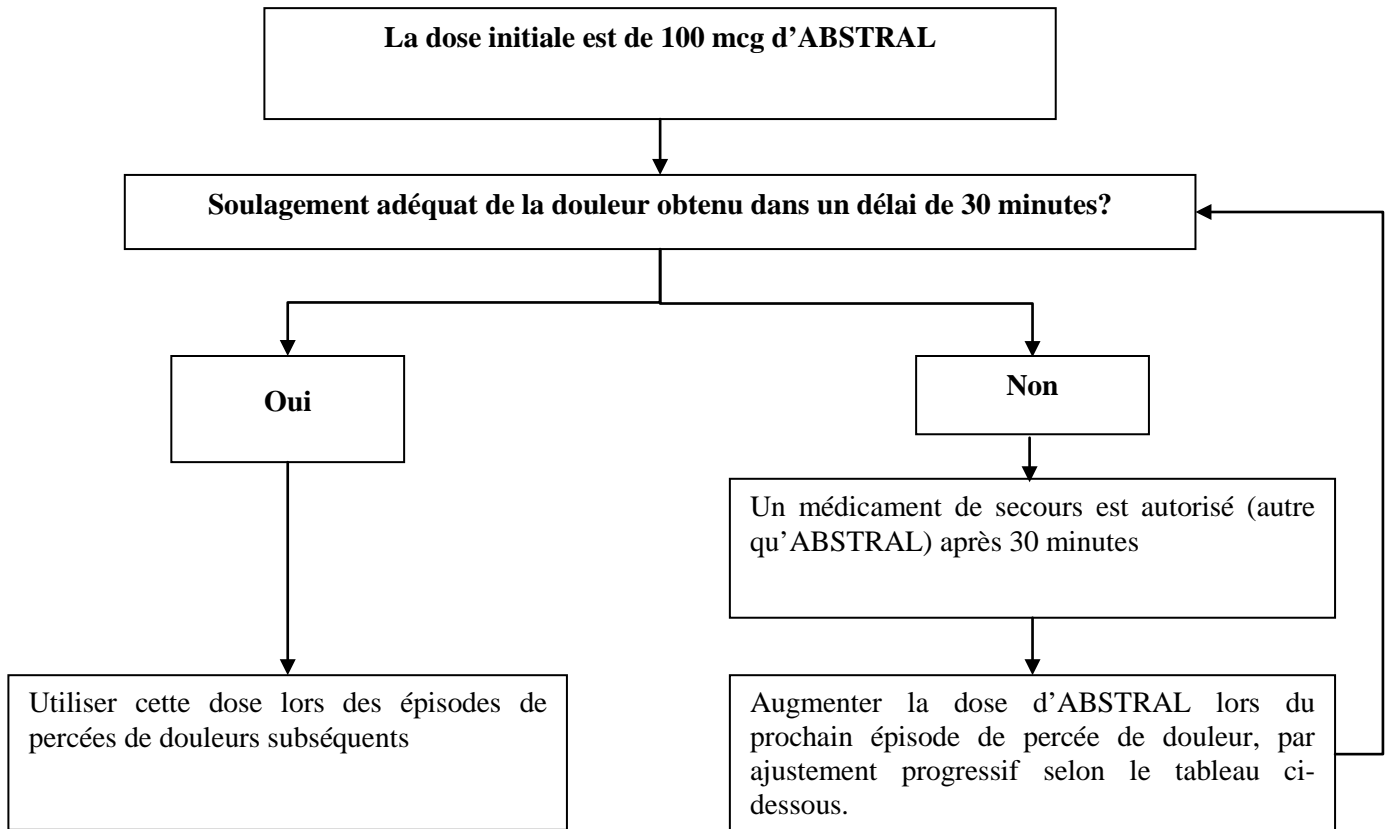 La dose initiale est de 100 mcg d’ABSTRAL
Soulagement adéquat de la douleur obtenu dans un délai de 30 minutes?
Oui
Non
Un médicament de secours est autorisé (autre
qu’ABSTRAL) après 30 minutes
Utiliser cette dose lors des épisodes de
percées de douleurs subséquents
Augmenter la dose d’ABSTRAL lors du
prochain épisode de percée de douleur, par
ajustement progressif selon le tableau ci-
dessous.